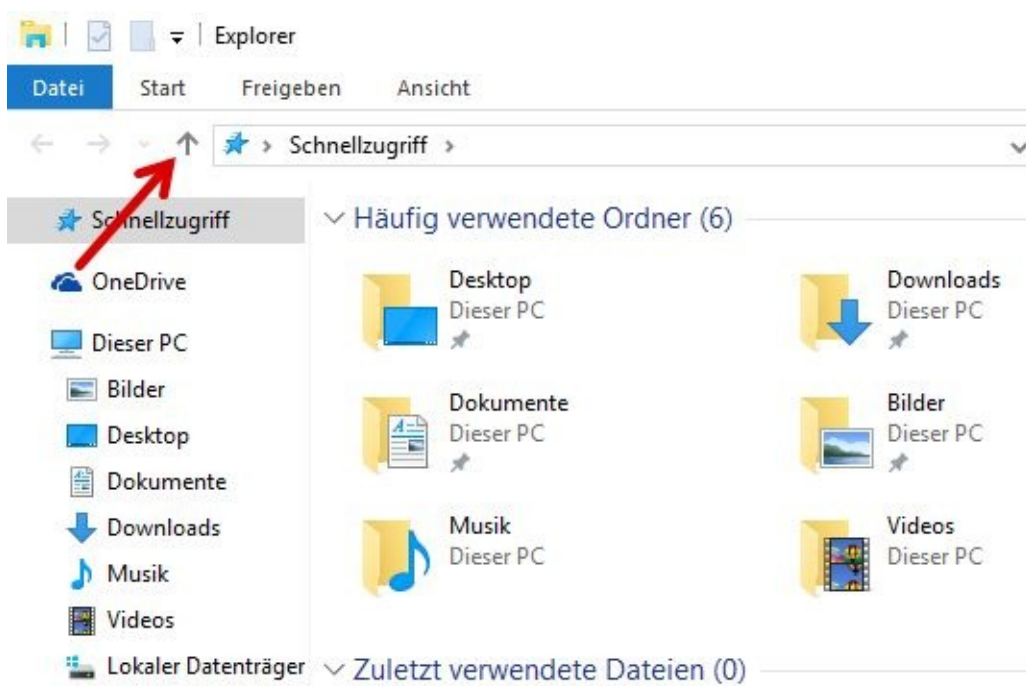 Explorer
Datei Start Freigeben Ansicht
Schnellzugriff
Schnellzugriff
OneDrive
Dieser PC
Bilder
Desktop
Dokumente
Downloads
Musik
Videos
Lokaler Datenträger
Häufig verwendete Ordner (6)
Desktop
Dieser PC
Downloads
Dieser PC
Dokumente
Dieser PC
Bilder
Dieser PC
Musik
Dieser PC
Videos
Dieser PC
Zuletzt verwendete Dateien (0)